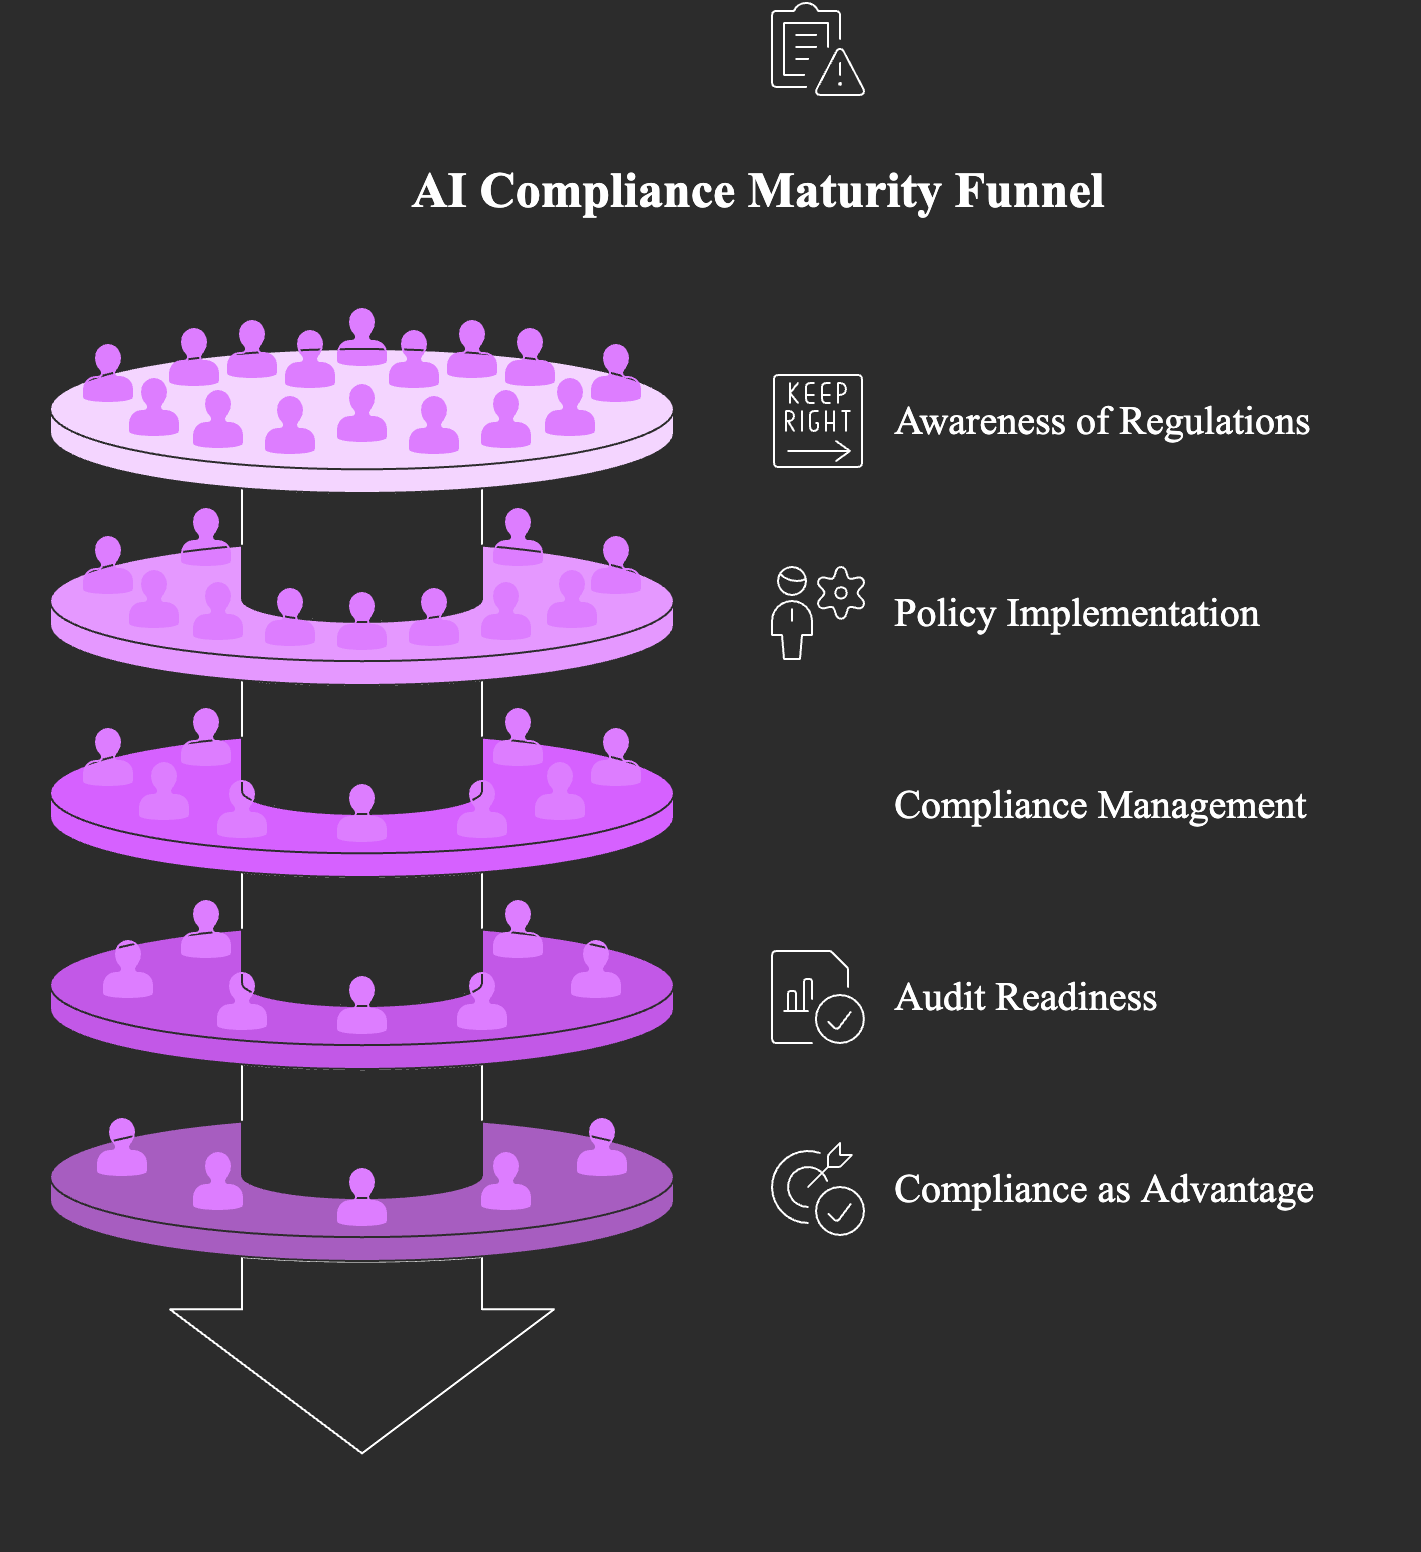 AI Compliance Maturity Funnel
KEEP
RIGHT
Awareness of Regulations
Policy Implementation
Compliance Management
Audit Readiness
Compliance as Advantage